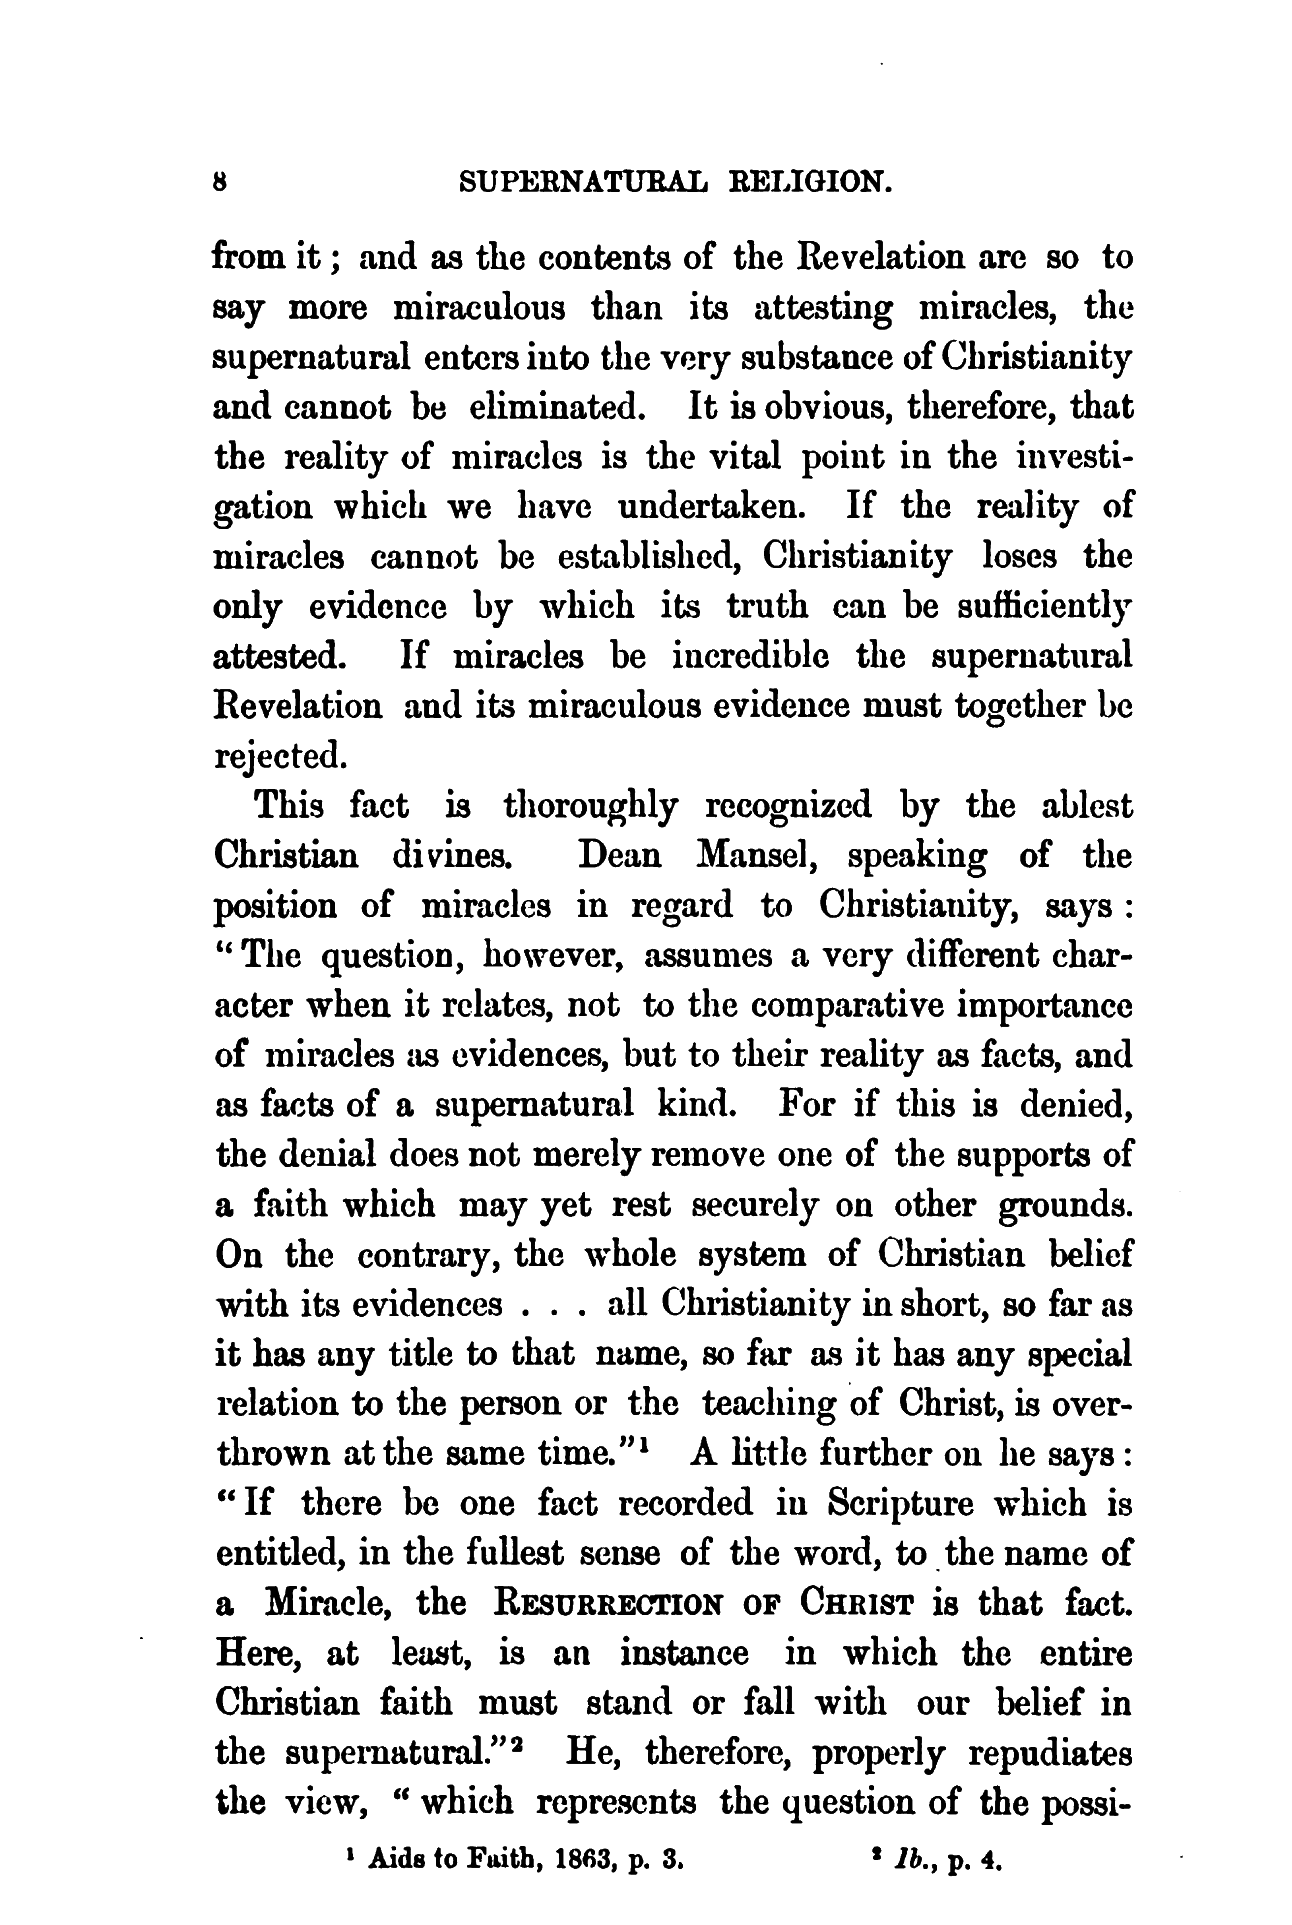 8 SUPERNATURAL RELIGION.
from it ; and as the contents of the Revelation are so to
say more miraculous than its attesting miracles, the
supernatural enters into the very substance of Christianity
and cannot be eliminated. It is obvious, therefore, that
the reality of miracles is the vital point in the investi-
gation which we have undertaken. If the reality of
miracles cannot be established, Christianity loses the
only evidence by which its truth can be sufficiently
attested. If miracles be incredible the supernatural
Revelation and its miraculous evidence must together be
rejected.
This fact is thoroughly recognized by the ablest
Christian divines. Dean Mansel, speaking of the
position of miracles in regard to Christianity, says :
“ The question, however, assumes a very different char-
acter when it relates, not to the comparative importance
of miracles as evidences, but to their reality as facts, and
as facts of a supernatural kind. For if this is denied,
the denial does not merely remove one of the supports of
a faith which may yet rest securely on other grounds.
On the contrary, the whole system of Christian belief
with its evidences . . . all Christianity in short, so far as
it has any title to that name, so far as it has any special
relation to the person or the teaching of Christ, is over-
thrown at the same time.”¹ A little further on he says :
“ If there be one fact recorded in Scripture which is
entitled, in the fullest sense of the word, to the name of
a Miracle, the RESURRECTION OF CHRIST is that fact.
Here, at least, is an instance in which the entire
Christian faith must stand or fall with our belief in
the supernatural.”² He, therefore, properly repudiates
the view, “ which represents the question of the possi-
¹ Aids to Faith, 1863, p. 3. ² Ib., p. 4.